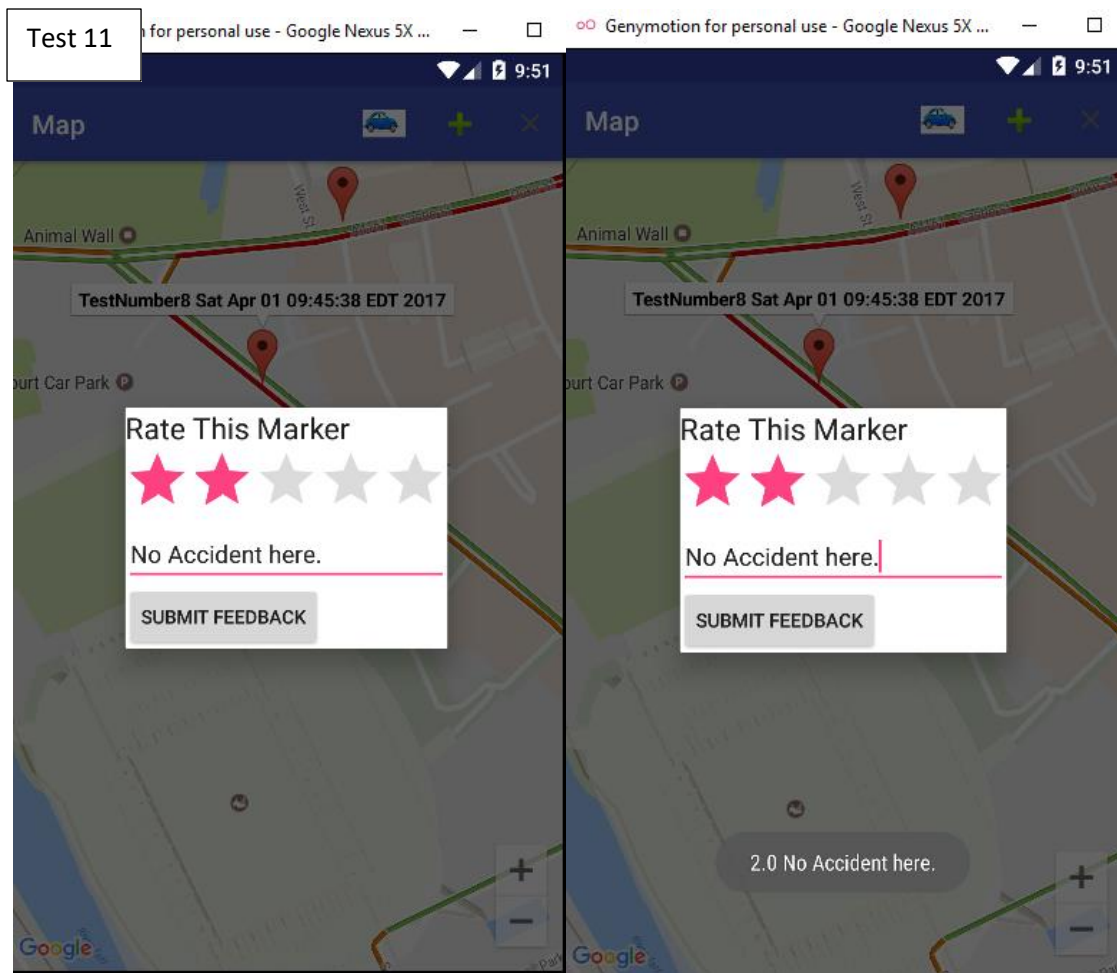 Test 11
n for personal use - Google Nexus 5X ...
9:51
Map
West St
Animal Wall
TestNumber8 Sat Apr 01 09:45:38 EDT 2017
ourt Car Park
Rate This Marker
No Accident here.
SUBMIT FEEDBACK
+
−
Google
Genymotion for personal use - Google Nexus 5X ...
9:51
Map
West St
Animal Wall
TestNumber8 Sat Apr 01 09:45:38 EDT 2017
ourt Car Park
Rate This Marker
No Accident here.
SUBMIT FEEDBACK
2.0 No Accident here.
+
−
Google